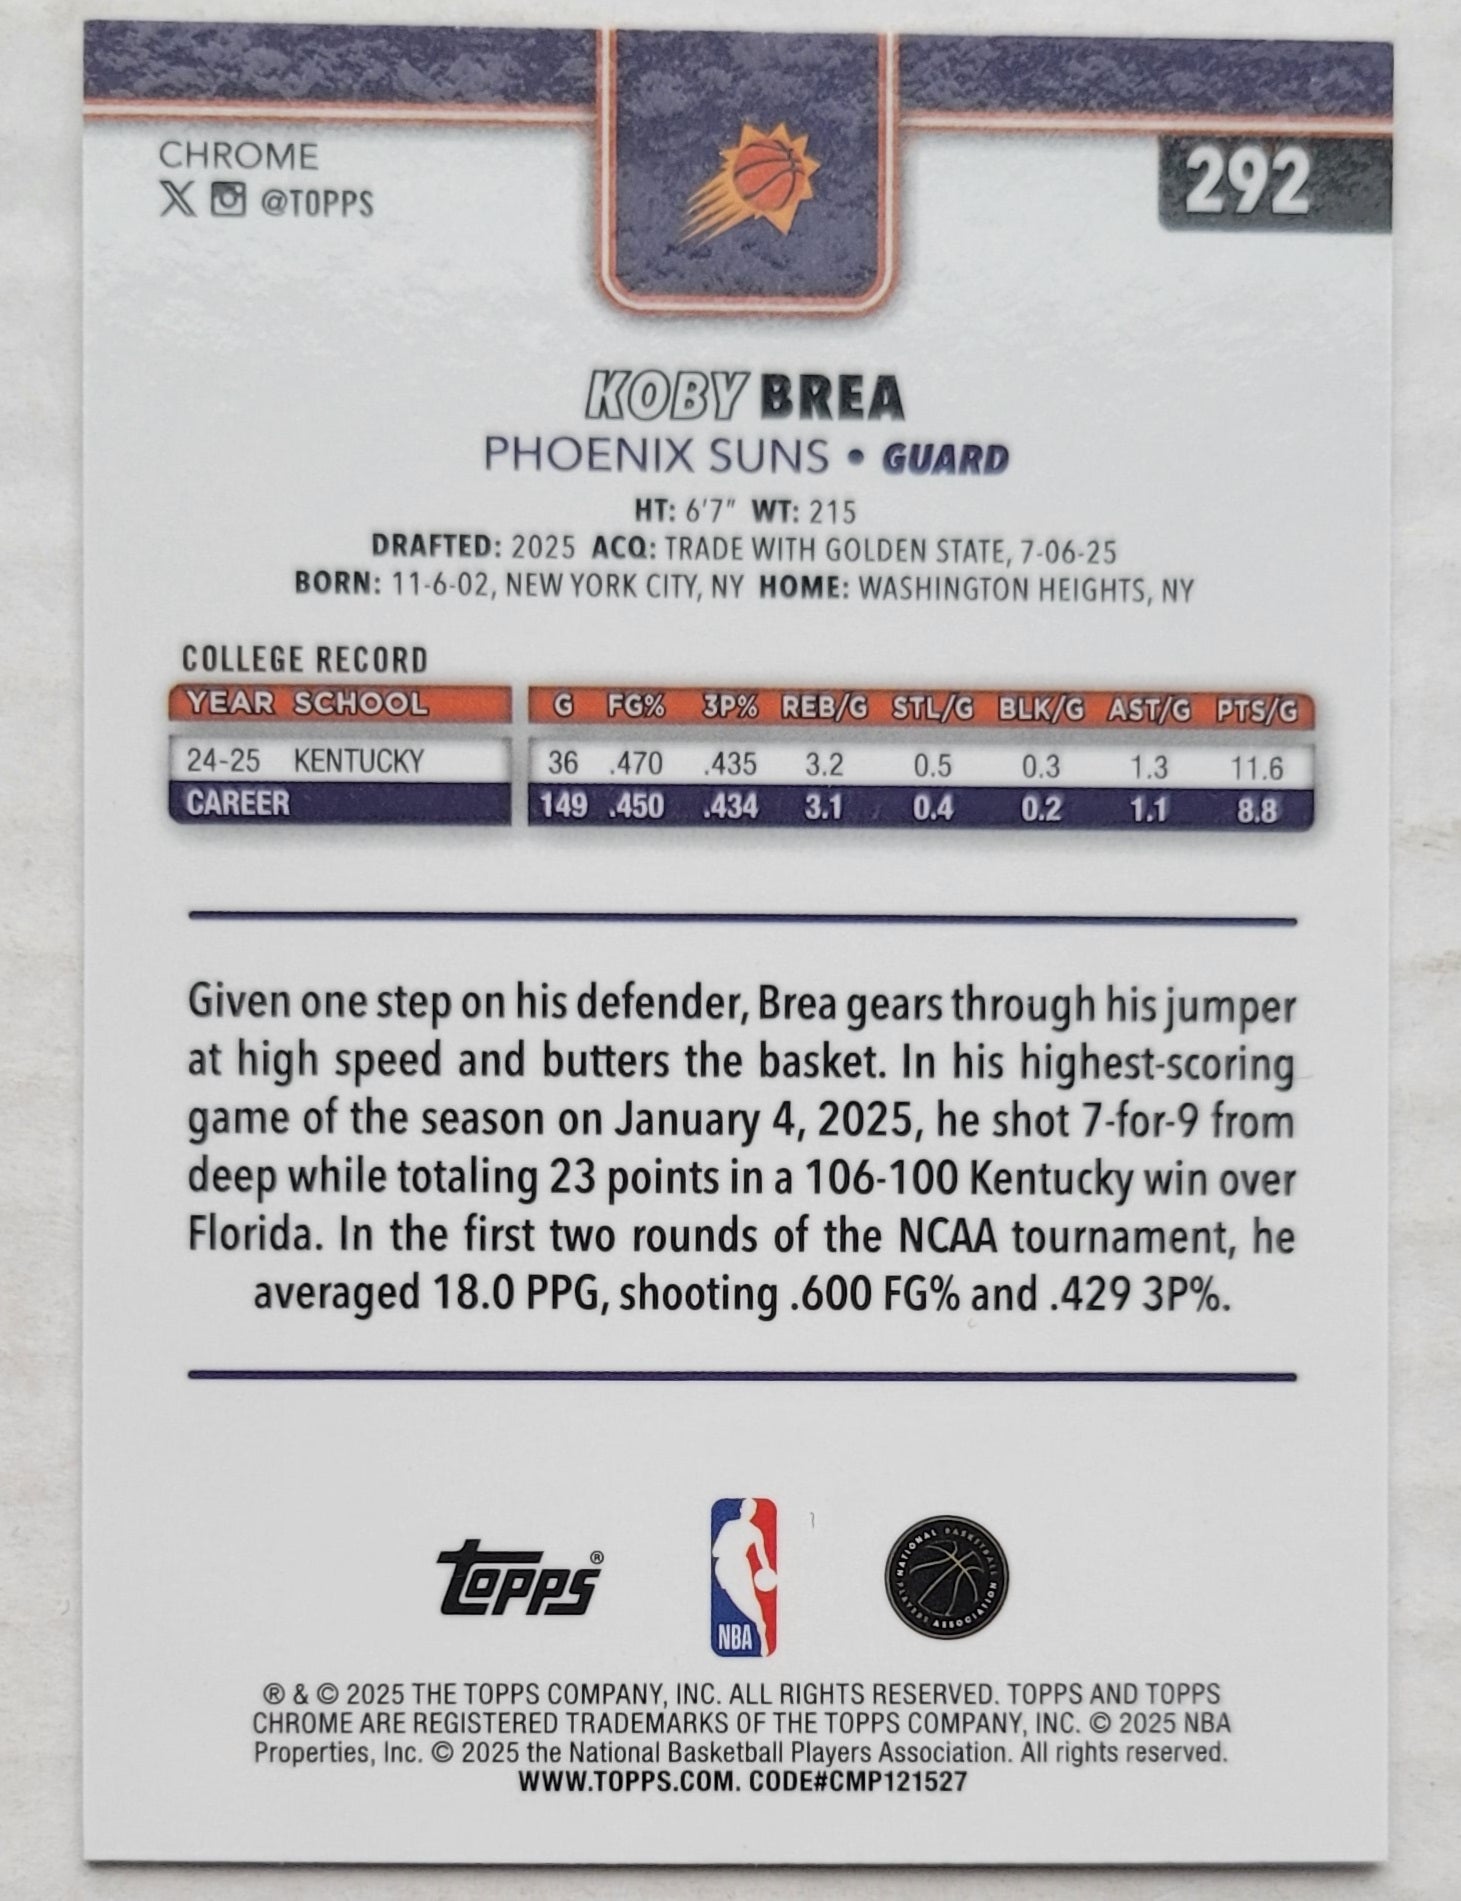 CHROME
@TOPPS
292
KOBY BREA
PHOENIX SUNS • GUARD
HT: 6'7" WT: 215
DRAFTED: 2025 ACQ: TRADE WITH GOLDEN STATE, 7-06-25
BORN: 11-6-02, NEW YORK CITY, NY HOME: WASHINGTON HEIGHTS, NY
COLLEGE RECORD
YEAR SCHOOL G FG% 3P% REB/G STL/G BLK/G AST/G PTS/G
24-25 KENTUCKY 36 .470 .435 3.2 0.5 0.3 1.3 11.6
CAREER 149 .450 .434 3.1 0.4 0.2 1.1 8.8
Given one step on his defender, Brea gears through his jumper
at high speed and butters the basket. In his highest-scoring
game of the season on January 4, 2025, he shot 7-for-9 from
deep while totaling 23 points in a 106-100 Kentucky win over
Florida. In the first two rounds of the NCAA tournament, he
averaged 18.0 PPG, shooting .600 FG% and .429 3P%.
topps®
NBA
NATIONAL BASKETBALL PLAYERS ASSOCIATION
® & © 2025 THE TOPPS COMPANY, INC. ALL RIGHTS RESERVED. TOPPS AND TOPPS
CHROME ARE REGISTERED TRADEMARKS OF THE TOPPS COMPANY, INC. © 2025 NBA
Properties, Inc. © 2025 the National Basketball Players Association. All rights reserved.
WWW.TOPPS.COM. CODE#CMP121527